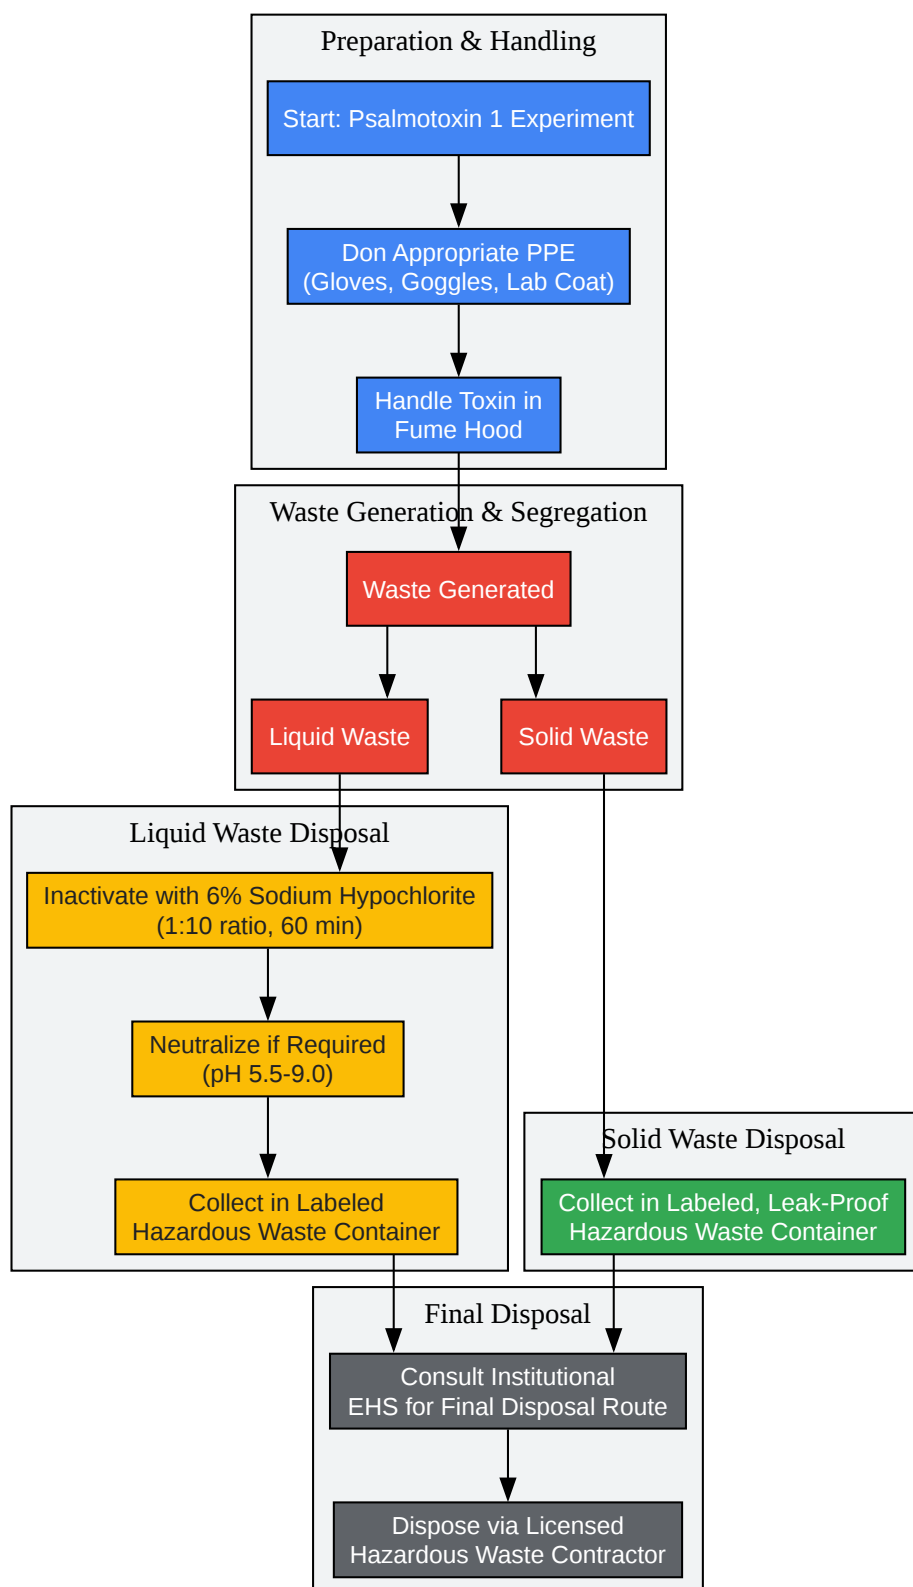 Preparation & Handling
Start: Psalmotoxin 1 Experiment
Don Appropriate PPE
(Gloves, Goggles, Lab Coat)
Handle Toxin in
Fume Hood
Waste Generation & Segregation
Waste Generated
Liquid Waste
Solid Waste
Liquid Waste Disposal
Inactivate with 6% Sodium Hypochlorite
(1:10 ratio, 60 min)
Neutralize if Required
(pH 5.5-9.0)
Collect in Labeled
Hazardous Waste Container
Solid Waste Disposal
Collect in Labeled, Leak-Proof
Hazardous Waste Container
Final Disposal
Consult Institutional
EHS for Final Disposal Route
Dispose via Licensed
Hazardous Waste Contractor